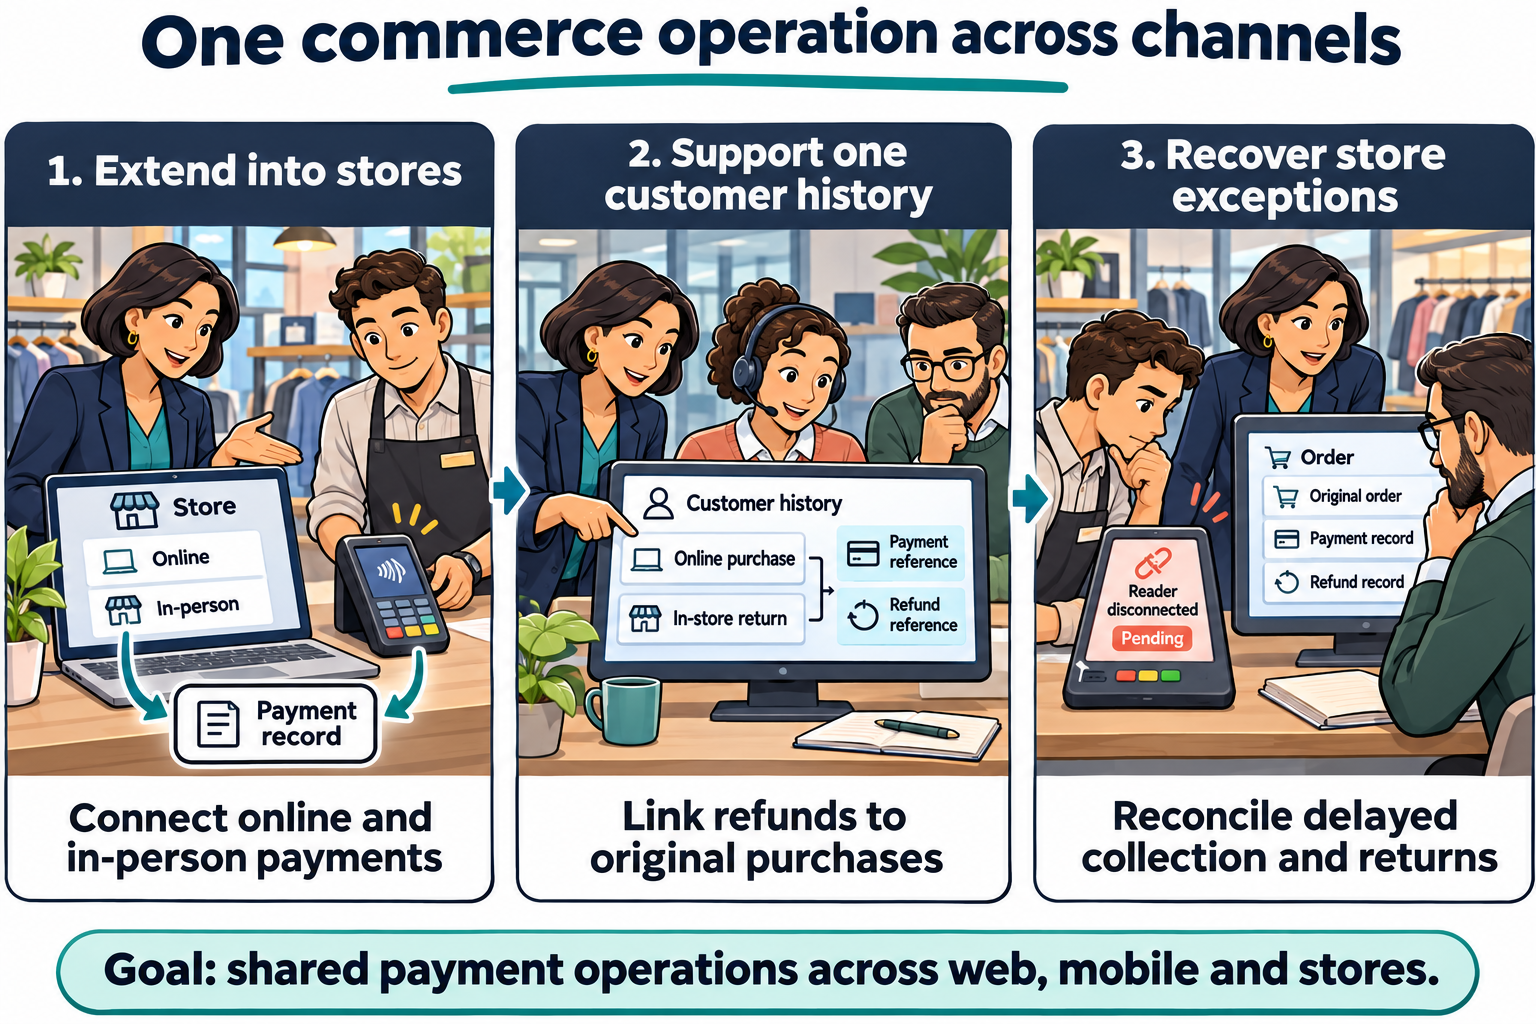 One commerce operation across channels
1. Extend into stores
Store
Online
In-person
Payment
record
Connect online and
in-person payments
2. Support one
customer history
Customer history
Online purchase
In-store return
Payment
reference
Refund
reference
Link refunds to
original purchases
3. Recover store
exceptions
Reader
disconnected
Pending
Order
Original order
Payment record
Refund record
Reconcile delayed
collection and returns
Goal: shared payment operations across web, mobile and stores.